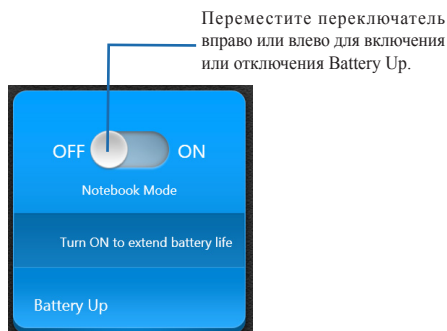 Переместите переключатель
вправо или влево для включения
или отключения Battery Up.
OFF ON
Notebook Mode
Turn ON to extend battery life
Battery Up